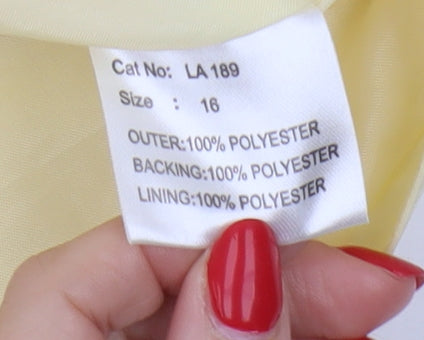 Cat No: LA 189
Size : 16
OUTER:100% POLYESTER
BACKING:100% POLYESTER
LINING:100% POLYESTER